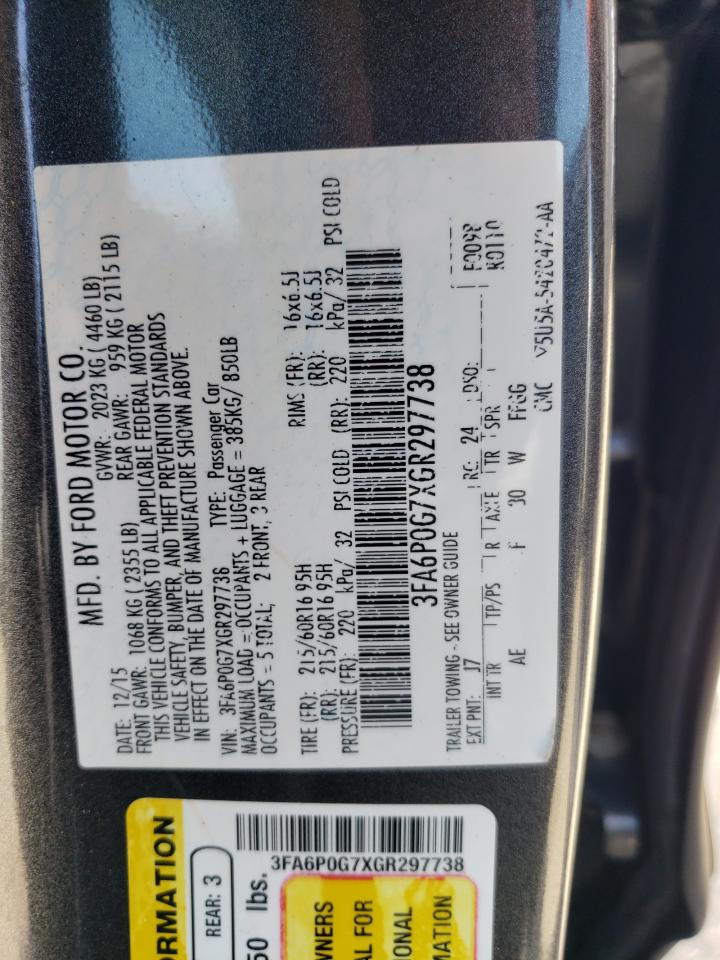 MFD. BY FORD MOTOR CO.
DATE: 12/15 GVWR: 2023 KG ( 4460 LB)
FRONT GAWR: 1068 KG ( 2355 LB) REAR GAWR: 959 KG ( 2115 LB)
THIS VEHICLE CONFORMS TO ALL APPLICABLE FEDERAL MOTOR
VEHICLE SAFETY, BUMPER, AND THEFT PREVENTION STANDARDS
IN EFFECT ON THE DATE OF MANUFACTURE SHOWN ABOVE.
VIN: 3FA6P0G7XGR297738 TYPE: Passenger Car
MAXIMUM LOAD = OCCUPANTS + LUGGAGE = 385KG/ 850LB
OCCUPANTS = 5 TOTAL; 2 FRONT, 3 REAR
TIRE (FR): 215/60R16 95H RIMS (FR): 16x6.5J
(RR): 215/60R16 95H (RR): 16x6.5J
PRESSURE (FR): 220 kPa/ 32 PSI COLD (RR): 220 kPa/ 32 PSI COLD
3FA6P0G7XGR297738
TRAILER TOWING - SEE OWNER GUIDE
EXT PNT: J7 RC: 24 DSO: F0098
R0110
INT TR TP/PS R AXLE TR SPR
AE F 30 W
3FA6P0G7XGR297738
REAR: 3
lbs.